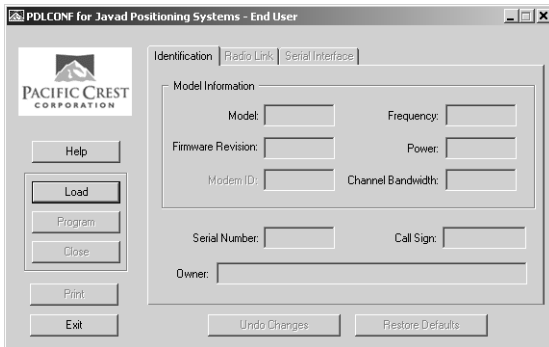 PDLCONF for Javad Positioning Systems - End User
PACIFIC CREST
CORPORATION
Help
Load
Program
Close
Print
Exit
Identification Radio Link Serial Interface
Model Information
Model: Frequency:
Firmware Revision: Power:
Modem ID: Channel Bandwidth:
Serial Number: Call Sign:
Owner:
Undo Changes Restore Defaults